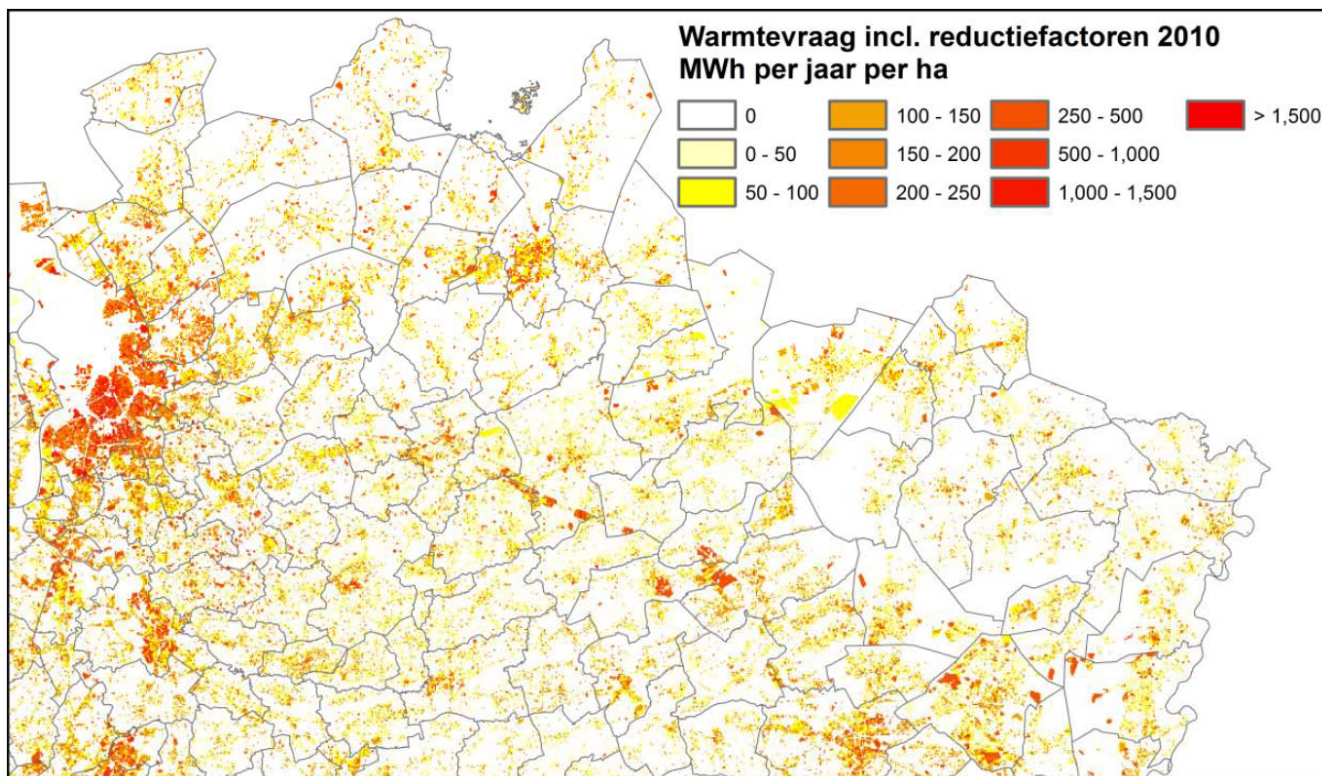 Warmtevraag incl. reductiefactoren 2010
MWh per jaar per ha
0
100 - 150
250 - 500
> 1,500
0 - 50
150 - 200
500 - 1,000
50 - 100
200 - 250
1,000 - 1,500